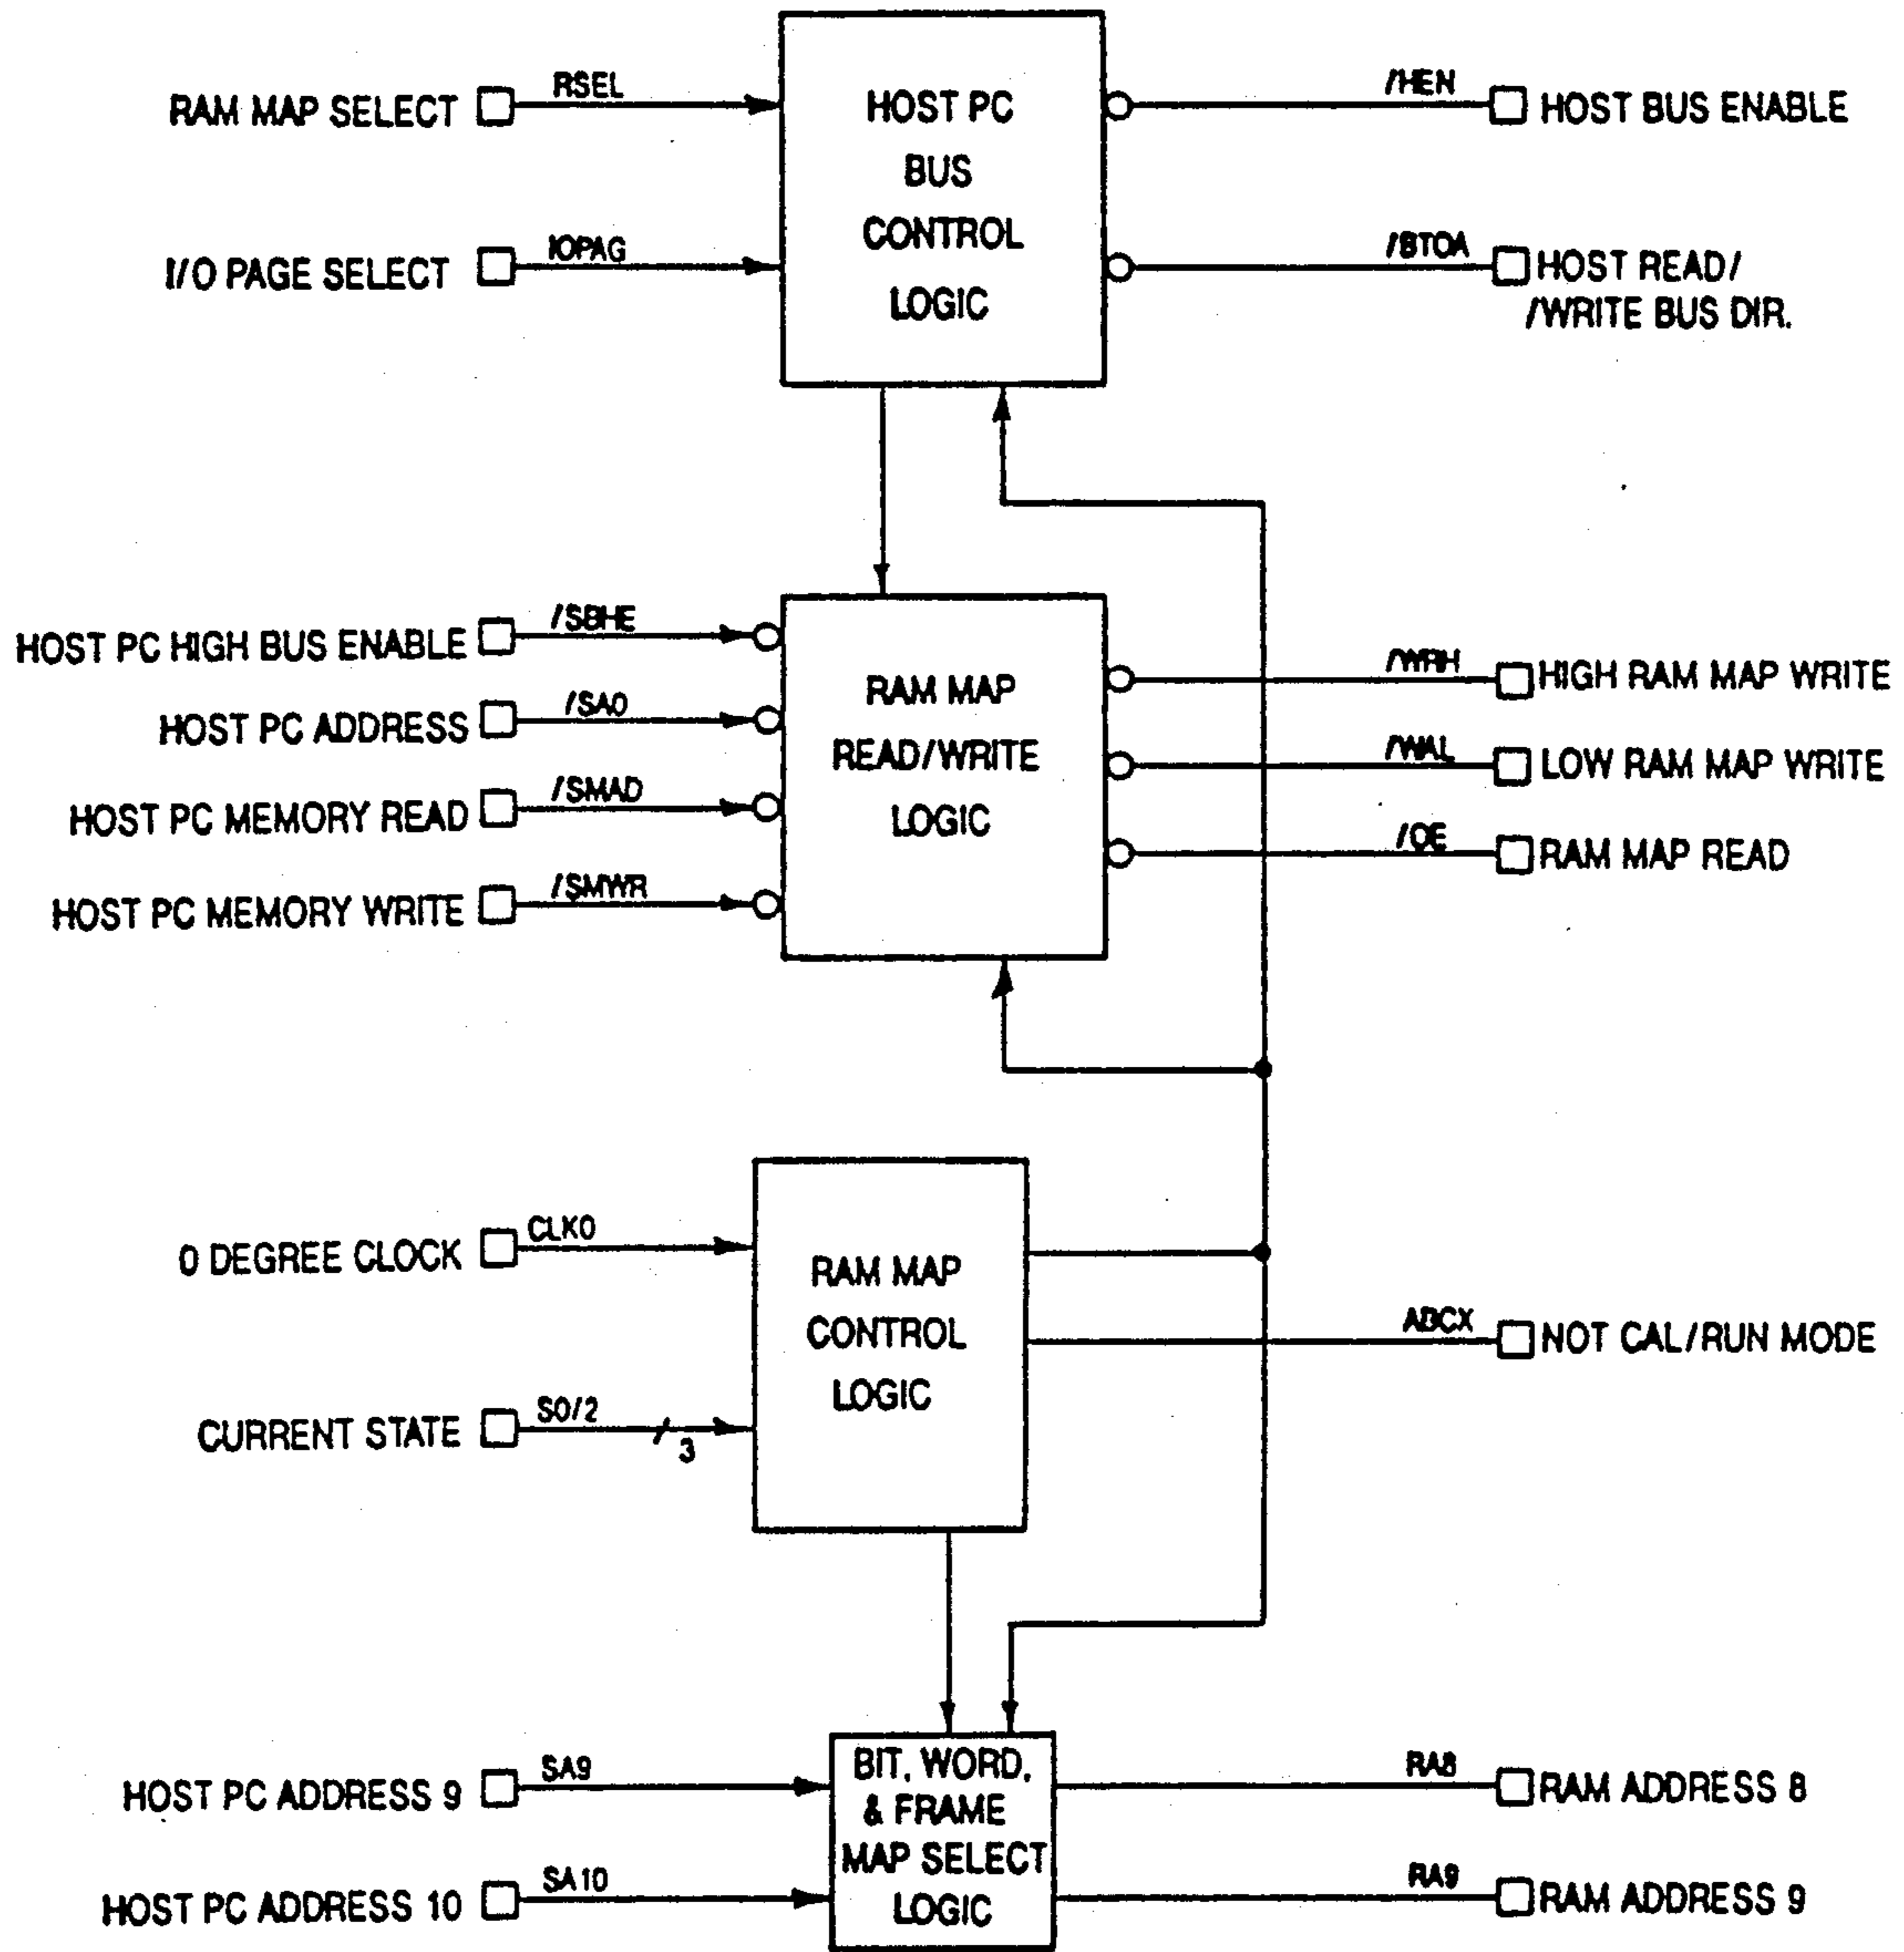 RAM MAP SELECT
RSEL
I/O PAGE SELECT
IOPAG
HOST PC
BUS
CONTROL
LOGIC
/HEN
HOST BUS ENABLE
/BTOA
HOST READ/
/WRITE BUS DIR.
HOST PC HIGH BUS ENABLE
/SBHE
HOST PC ADDRESS
/SA0
HOST PC MEMORY READ
/SMAD
HOST PC MEMORY WRITE
/SMWR
RAM MAP
READ/WRITE
LOGIC
/WRH
HIGH RAM MAP WRITE
/WAL
LOW RAM MAP WRITE
/OE
RAM MAP READ
0 DEGREE CLOCK
CLK0
CURRENT STATE
S0/2
3
RAM MAP
CONTROL
LOGIC
ABCX
NOT CAL/RUN MODE
HOST PC ADDRESS 9
SA9
HOST PC ADDRESS 10
SA10
BIT, WORD,
& FRAME
MAP SELECT
LOGIC
RA8
RAM ADDRESS 8
RA9
RAM ADDRESS 9